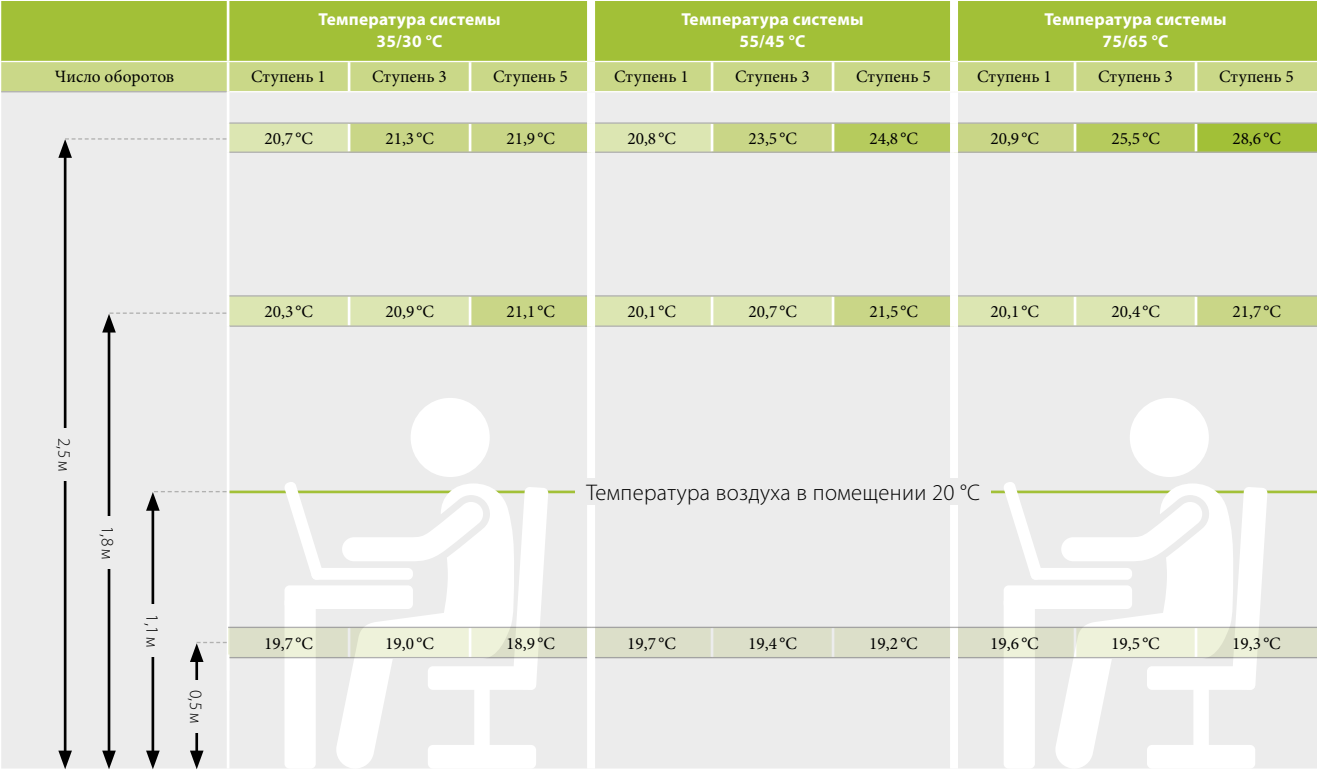 Температура системы
35/30 °C
Температура системы
55/45 °C
Температура системы
75/65 °C
Число оборотов
Ступень 1
Ступень 3
Ступень 5
Ступень 1
Ступень 3
Ступень 5
Ступень 1
Ступень 3
Ступень 5
20,7 °C
21,3 °C
21,9 °C
20,8 °C
23,5 °C
24,8 °C
20,9 °C
25,5 °C
28,6 °C
20,3 °C
20,9 °C
21,1 °C
20,1 °C
20,7 °C
21,5 °C
20,1 °C
20,4 °C
21,7 °C
2,5 м
Температура воздуха в помещении 20 °C
1,8 м
1,1 м
19,7 °C
19,0 °C
18,9 °C
19,7 °C
19,4 °C
19,2 °C
19,6 °C
19,5 °C
19,3 °C
0,5 м